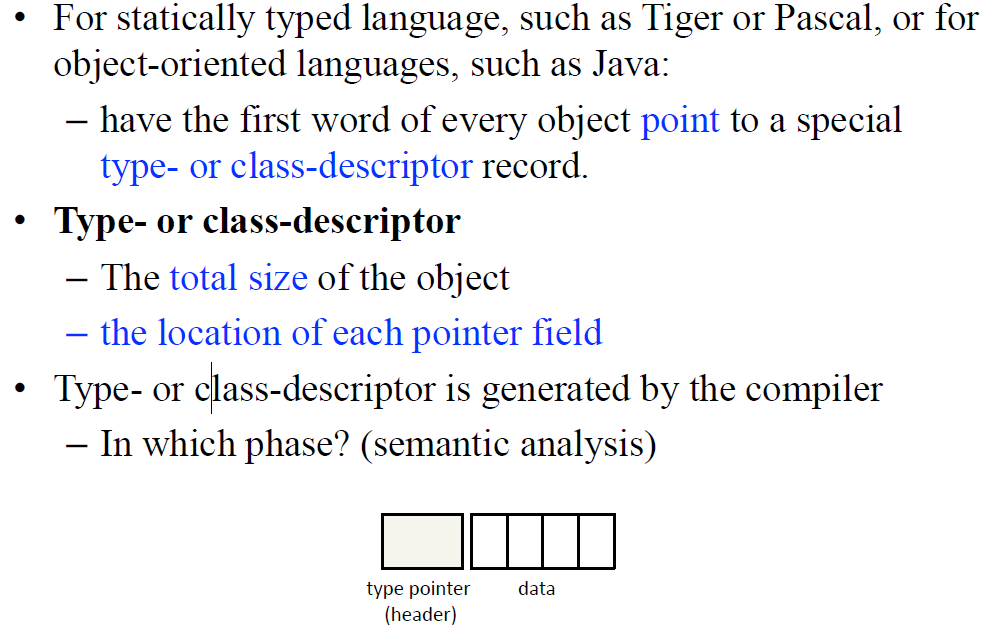 • For statically typed language, such as Tiger or Pascal, or for
object-oriented languages, such as Java:
– have the first word of every object point to a special
type- or class-descriptor record.
• Type- or class-descriptor
– The total size of the object
– the location of each pointer field
• Type- or class-descriptor is generated by the compiler
– In which phase? (semantic analysis)
type pointer data
(header)